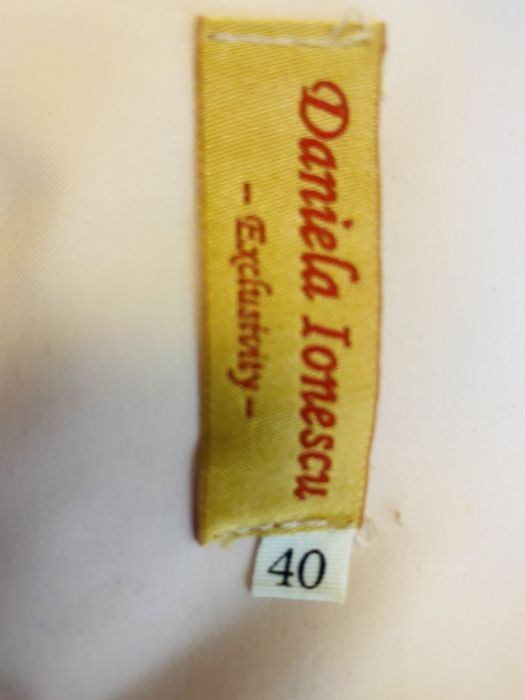 Daniela Ionescu
- Exclusivity -
40